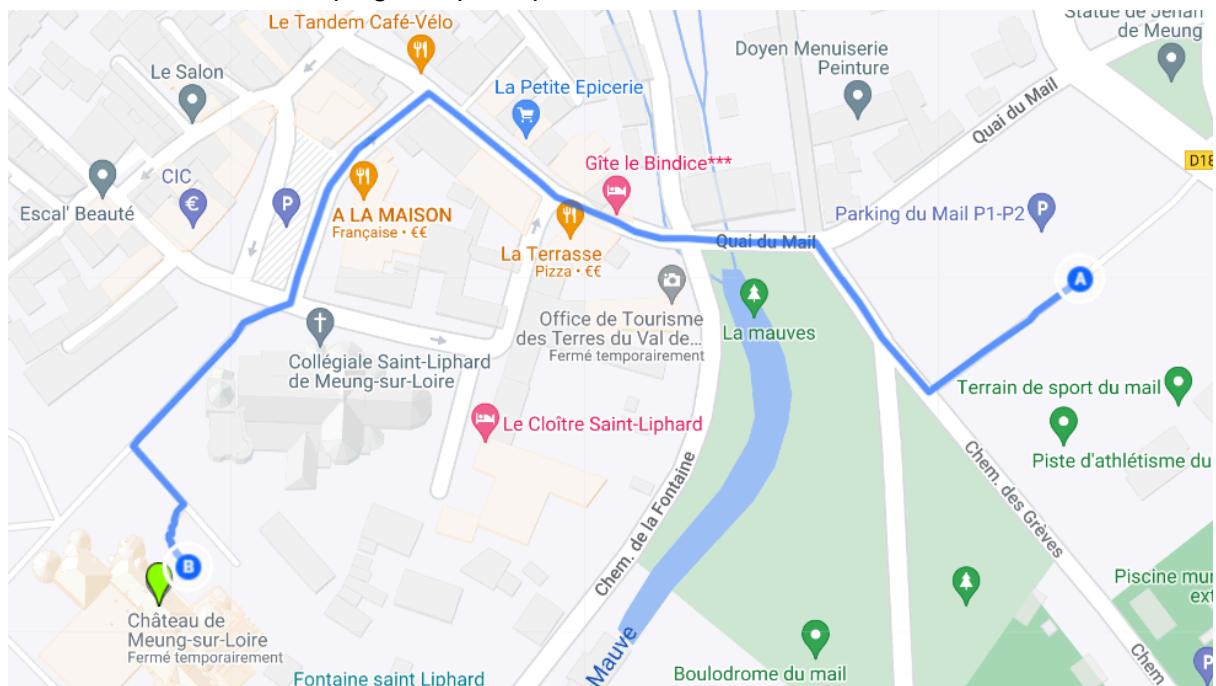 Le Tandem Café-Vélo
Statue de Jehan
de Meung
Doyen Menuiserie
Peinture
Le Salon
La Petite Epicerie
Quai du Mail
Gîte le Bindice***
D18
CIC
€
P
Escal' Beauté
A LA MAISON
Française • €€
Parking du Mail P1-P2
P
La Terrasse
Pizza • €€
Quai du Mail
A
Office de Tourisme
des Terres du Val de...
Fermé temporairement
La mauves
Collégiale Saint-Liphard
de Meung-sur-Loire
Terrain de sport du mail
Le Cloître Saint-Liphard
Piste d'athlétisme du
Chem. de la Fontaine
Chem. des Grèves
B
Piscine mun
ext
Château de
Meung-sur-Loire
Fermé temporairement
Mauve
Chem
P
Fontaine saint Liphard
Boulodrome du mail